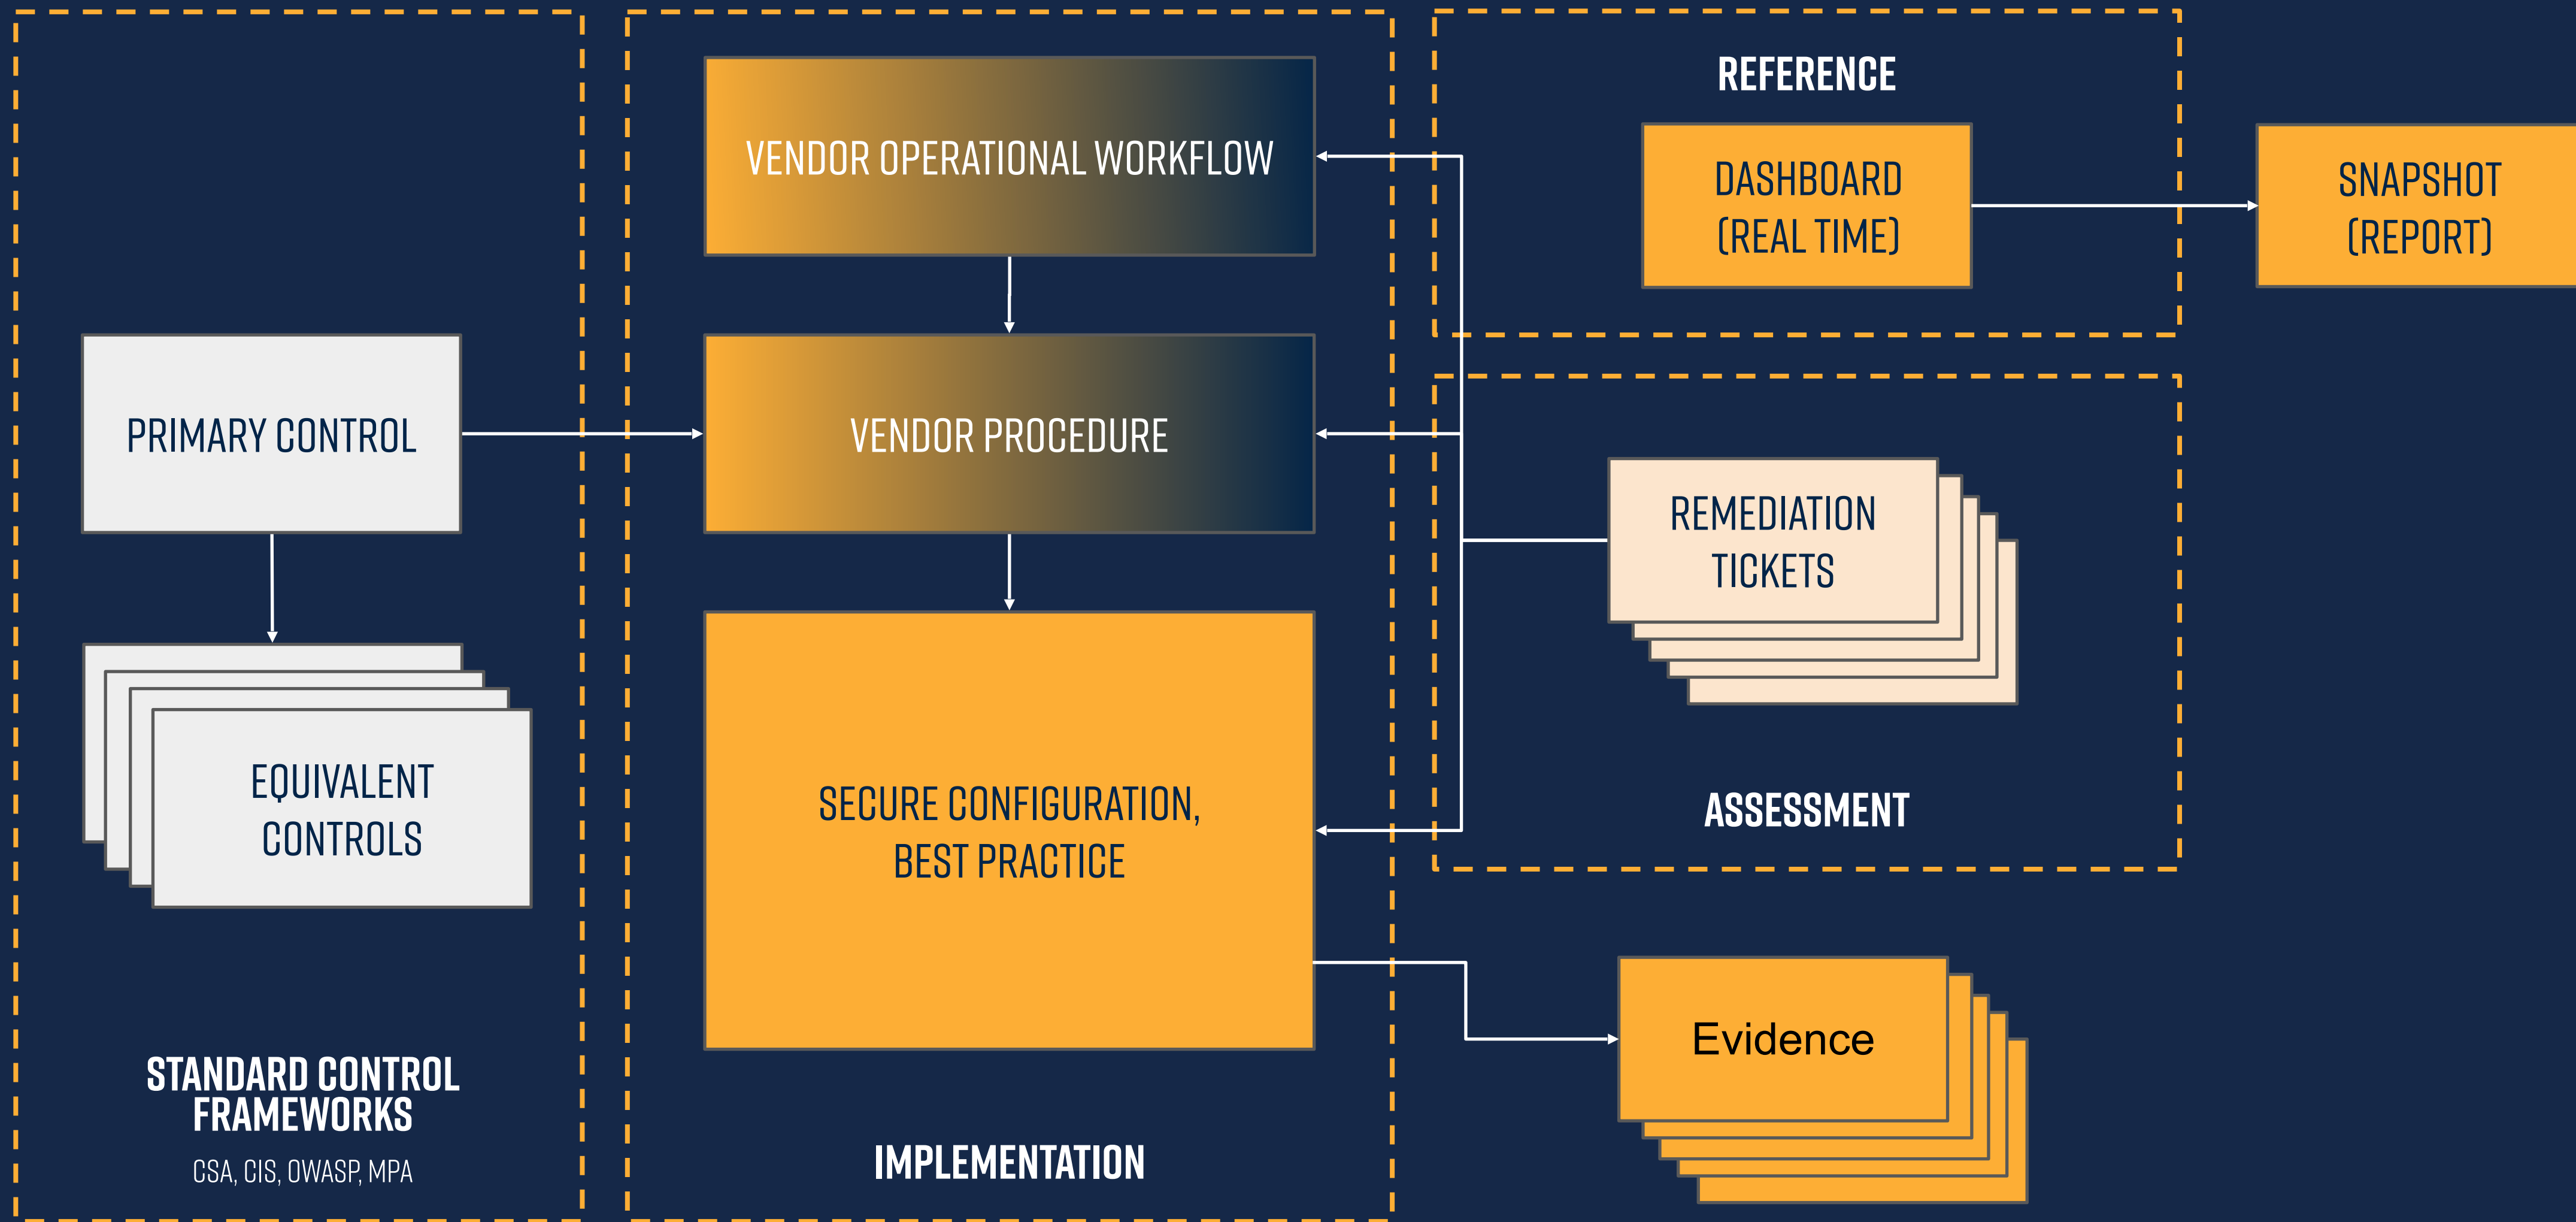 PRIMARY CONTROL
EQUIVALENT
CONTROLS
STANDARD CONTROL
FRAMEWORKS
CSA, CIS, OWASP, MPA
VENDOR OPERATIONAL WORKFLOW
VENDOR PROCEDURE
SECURE CONFIGURATION,
BEST PRACTICE
IMPLEMENTATION
REFERENCE
DASHBOARD
(REAL TIME)
SNAPSHOT
(REPORT)
REMEDIATION
TICKETS
ASSESSMENT
Evidence